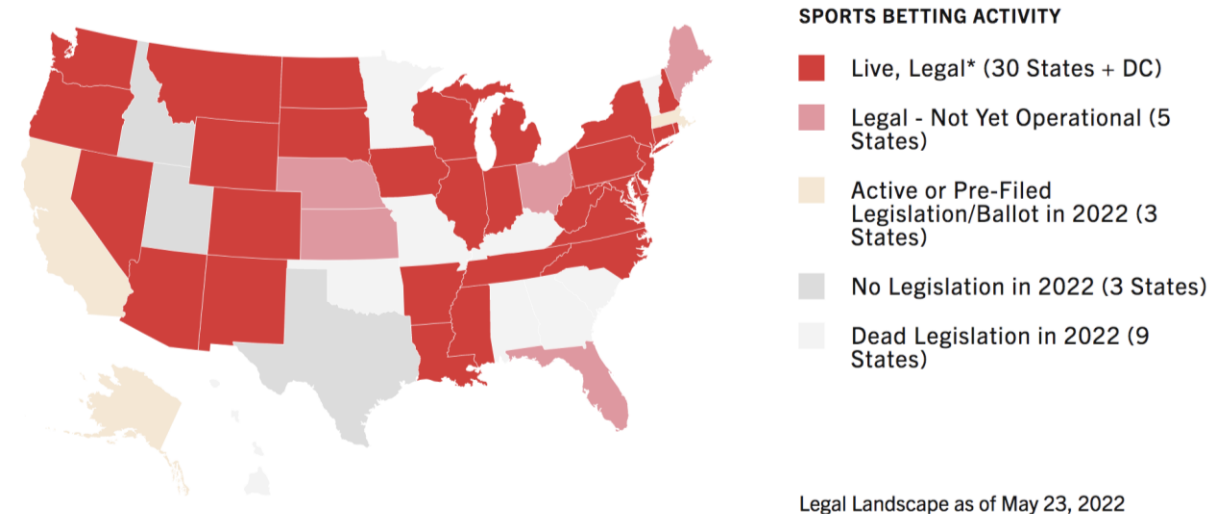 SPORTS BETTING ACTIVITY
Live, Legal* (30 States + DC)
Legal - Not Yet Operational (5
States)
Active or Pre-Filed
Legislation/Ballot in 2022 (3
States)
No Legislation in 2022 (3 States)
Dead Legislation in 2022 (9
States)
Legal Landscape as of May 23, 2022